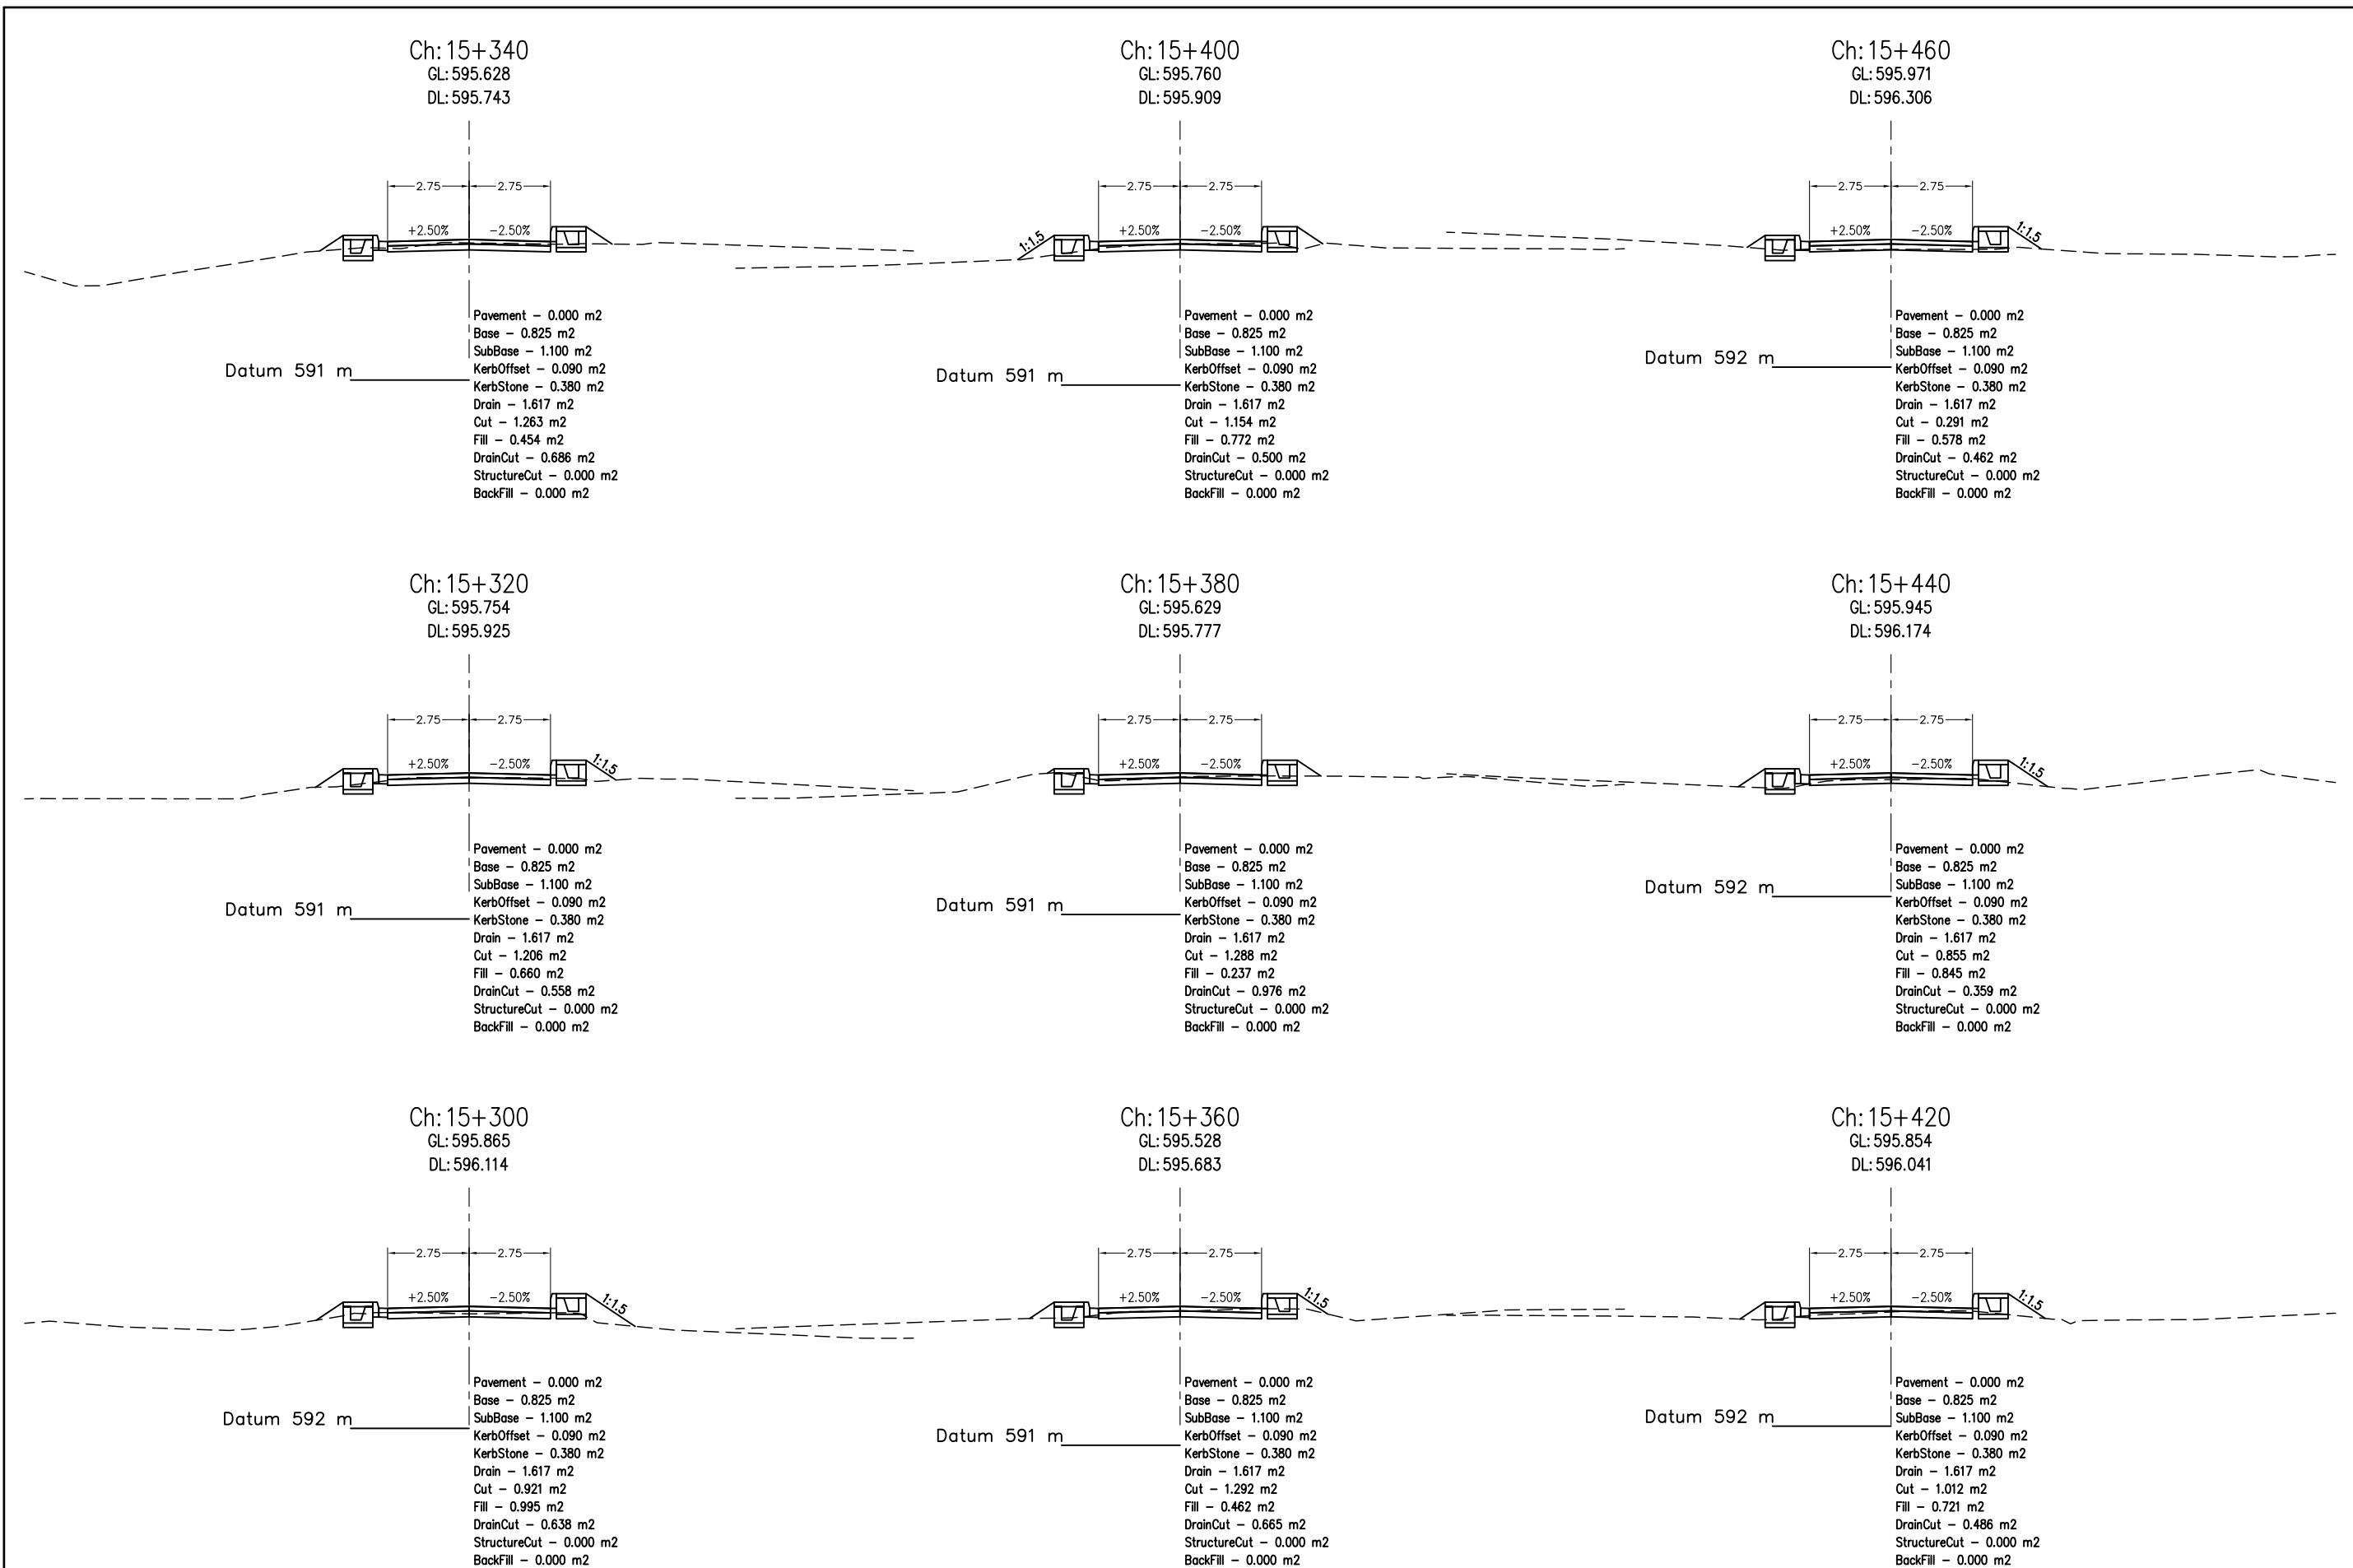 Ch:15+340
GL:595.628
DL:595.743
2.75 2.75
+2.50% -2.50%
Pavement - 0.000 m2
Base - 0.825 m2
SubBase - 1.100 m2
KerbOffset - 0.090 m2
KerbStone - 0.380 m2
Drain - 1.617 m2
Cut - 1.263 m2
Fill - 0.454 m2
DrainCut - 0.686 m2
StructureCut - 0.000 m2
BackFill - 0.000 m2
Datum 591 m
Ch:15+400
GL:595.760
DL:595.909
2.75 2.75
1:1.5
+2.50% -2.50%
Pavement - 0.000 m2
Base - 0.825 m2
SubBase - 1.100 m2
KerbOffset - 0.090 m2
KerbStone - 0.380 m2
Drain - 1.617 m2
Cut - 1.154 m2
Fill - 0.772 m2
DrainCut - 0.500 m2
StructureCut - 0.000 m2
BackFill - 0.000 m2
Datum 591 m
Ch:15+460
GL:595.971
DL:596.306
2.75 2.75
+2.50% -2.50%
1:1.5
Pavement - 0.000 m2
Base - 0.825 m2
SubBase - 1.100 m2
KerbOffset - 0.090 m2
KerbStone - 0.380 m2
Drain - 1.617 m2
Cut - 0.291 m2
Fill - 0.578 m2
DrainCut - 0.462 m2
StructureCut - 0.000 m2
BackFill - 0.000 m2
Datum 592 m
Ch:15+320
GL:595.754
DL:595.925
2.75 2.75
+2.50% -2.50%
1:1.5
Pavement - 0.000 m2
Base - 0.825 m2
SubBase - 1.100 m2
KerbOffset - 0.090 m2
KerbStone - 0.380 m2
Drain - 1.617 m2
Cut - 1.206 m2
Fill - 0.660 m2
DrainCut - 0.558 m2
StructureCut - 0.000 m2
BackFill - 0.000 m2
Datum 591 m
Ch:15+380
GL:595.629
DL:595.777
2.75 2.75
+2.50% -2.50%
Pavement - 0.000 m2
Base - 0.825 m2
SubBase - 1.100 m2
KerbOffset - 0.090 m2
KerbStone - 0.380 m2
Drain - 1.617 m2
Cut - 1.288 m2
Fill - 0.237 m2
DrainCut - 0.976 m2
StructureCut - 0.000 m2
BackFill - 0.000 m2
Datum 591 m
Ch:15+440
GL:595.945
DL:596.174
2.75 2.75
+2.50% -2.50%
1:1.5
Pavement - 0.000 m2
Base - 0.825 m2
SubBase - 1.100 m2
KerbOffset - 0.090 m2
KerbStone - 0.380 m2
Drain - 1.617 m2
Cut - 0.855 m2
Fill - 0.845 m2
DrainCut - 0.359 m2
StructureCut - 0.000 m2
BackFill - 0.000 m2
Datum 592 m
Ch:15+300
GL:595.865
DL:596.114
2.75 2.75
+2.50% -2.50%
1:1.5
Pavement - 0.000 m2
Base - 0.825 m2
SubBase - 1.100 m2
KerbOffset - 0.090 m2
KerbStone - 0.380 m2
Drain - 1.617 m2
Cut - 0.921 m2
Fill - 0.995 m2
DrainCut - 0.638 m2
StructureCut - 0.000 m2
BackFill - 0.000 m2
Datum 592 m
Ch:15+360
GL:595.528
DL:595.683
2.75 2.75
+2.50% -2.50%
1:1.5
Pavement - 0.000 m2
Base - 0.825 m2
SubBase - 1.100 m2
KerbOffset - 0.090 m2
KerbStone - 0.380 m2
Drain - 1.617 m2
Cut - 1.292 m2
Fill - 0.462 m2
DrainCut - 0.665 m2
StructureCut - 0.000 m2
BackFill - 0.000 m2
Datum 591 m
Ch:15+420
GL:595.854
DL:596.041
2.75 2.75
+2.50% -2.50%
1:1.5
Pavement - 0.000 m2
Base - 0.825 m2
SubBase - 1.100 m2
KerbOffset - 0.090 m2
KerbStone - 0.380 m2
Drain - 1.617 m2
Cut - 1.012 m2
Fill - 0.721 m2
DrainCut - 0.486 m2
StructureCut - 0.000 m2
BackFill - 0.000 m2
Datum 592 m